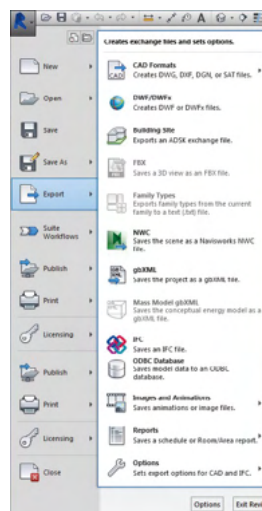 Creates exchange files and sets options.
New
Open
Save
Save As
Export
Suite
Workflows
Publish
Print
Licensing
Publish
Print
Licensing
Close
CAD Formats
Creates DWG, DXF, DGN, or SAT files.
DWF/DWFx
Creates DWF or DWFx files.
Building Site
Exports an ADSK exchange file.
FBX
Saves a 3D view as an FBX file.
Family Types
Exports family types from the current
family to a text (.txt) file.
NWC
Saves the scene as a Navisworks NWC
file.
gbXML
Saves the project as a gbXML file.
Mass Model gbXML
Saves the conceptual energy model as a
gbXML file.
IFC
Saves an IFC file.
ODBC Database
Saves model data to an ODBC
database.
Images and Animations
Saves animations or image files.
Reports
Saves a schedule or Room/Area report.
Options
Sets export options for CAD and IFC.
Options
Exit Revi